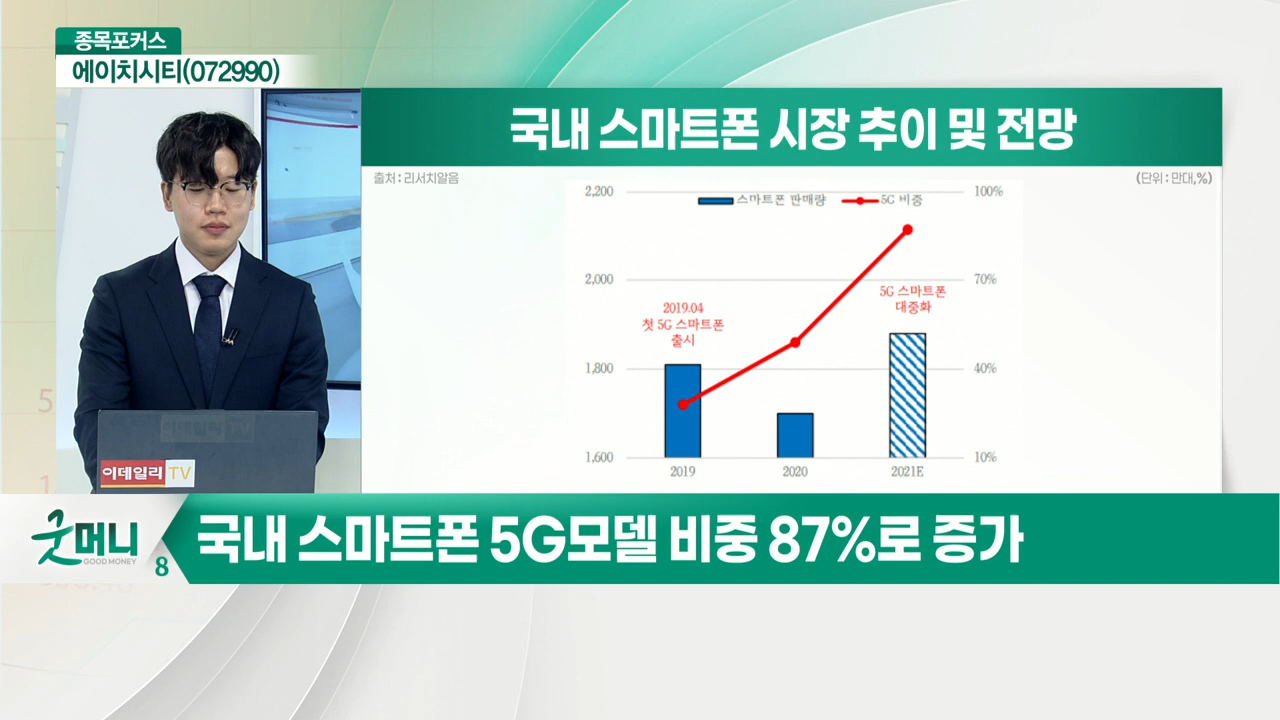 종목포커스
에이치시티(072990)
국내 스마트폰 시장 추이 및 전망
출처 : 리서치알음
(단위 : 만대,%)
스마트폰 판매량
5G 비중
2,200
2,000
1,800
1,600
100%
70%
40%
10%
2019.04
첫 5G 스마트폰
출시
5G 스마트폰
대중화
2019
2020
2021E
이데일리 TV
이데일리 TV
굿머니
GOOD MONEY
8
국내 스마트폰 5G모델 비중 87%로 증가
5
1